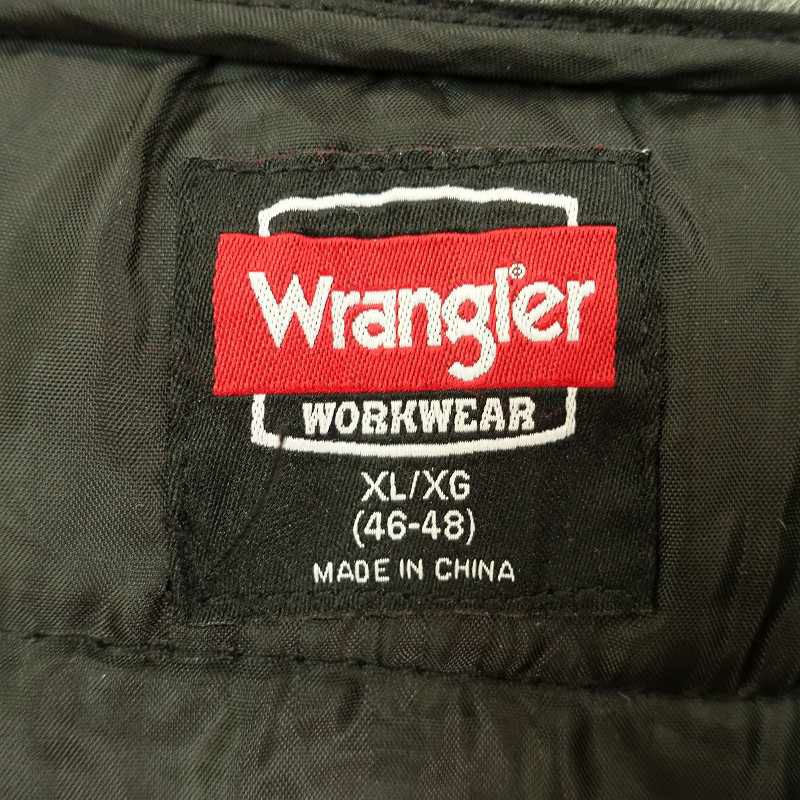 Wrangler®
WORKWEAR
XL/XG
(46-48)
MADE IN CHINA